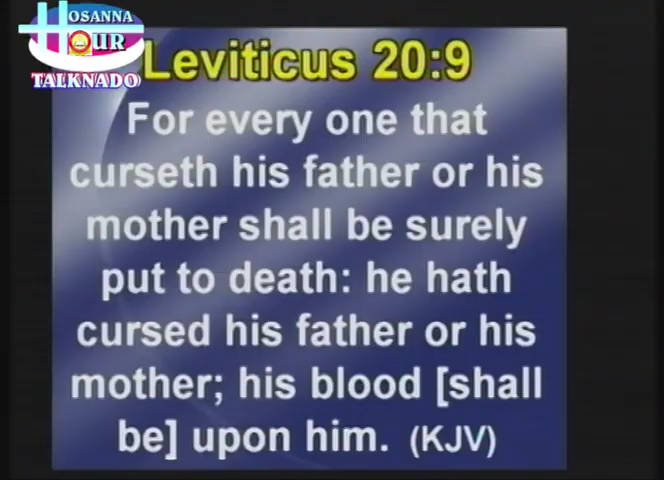 HOSANNA
HOUR
TALKNADO
Leviticus 20:9
For every one that
curseth his father or his
mother shall be surely
put to death: he hath
cursed his father or his
mother; his blood [shall
be] upon him. (KJV)